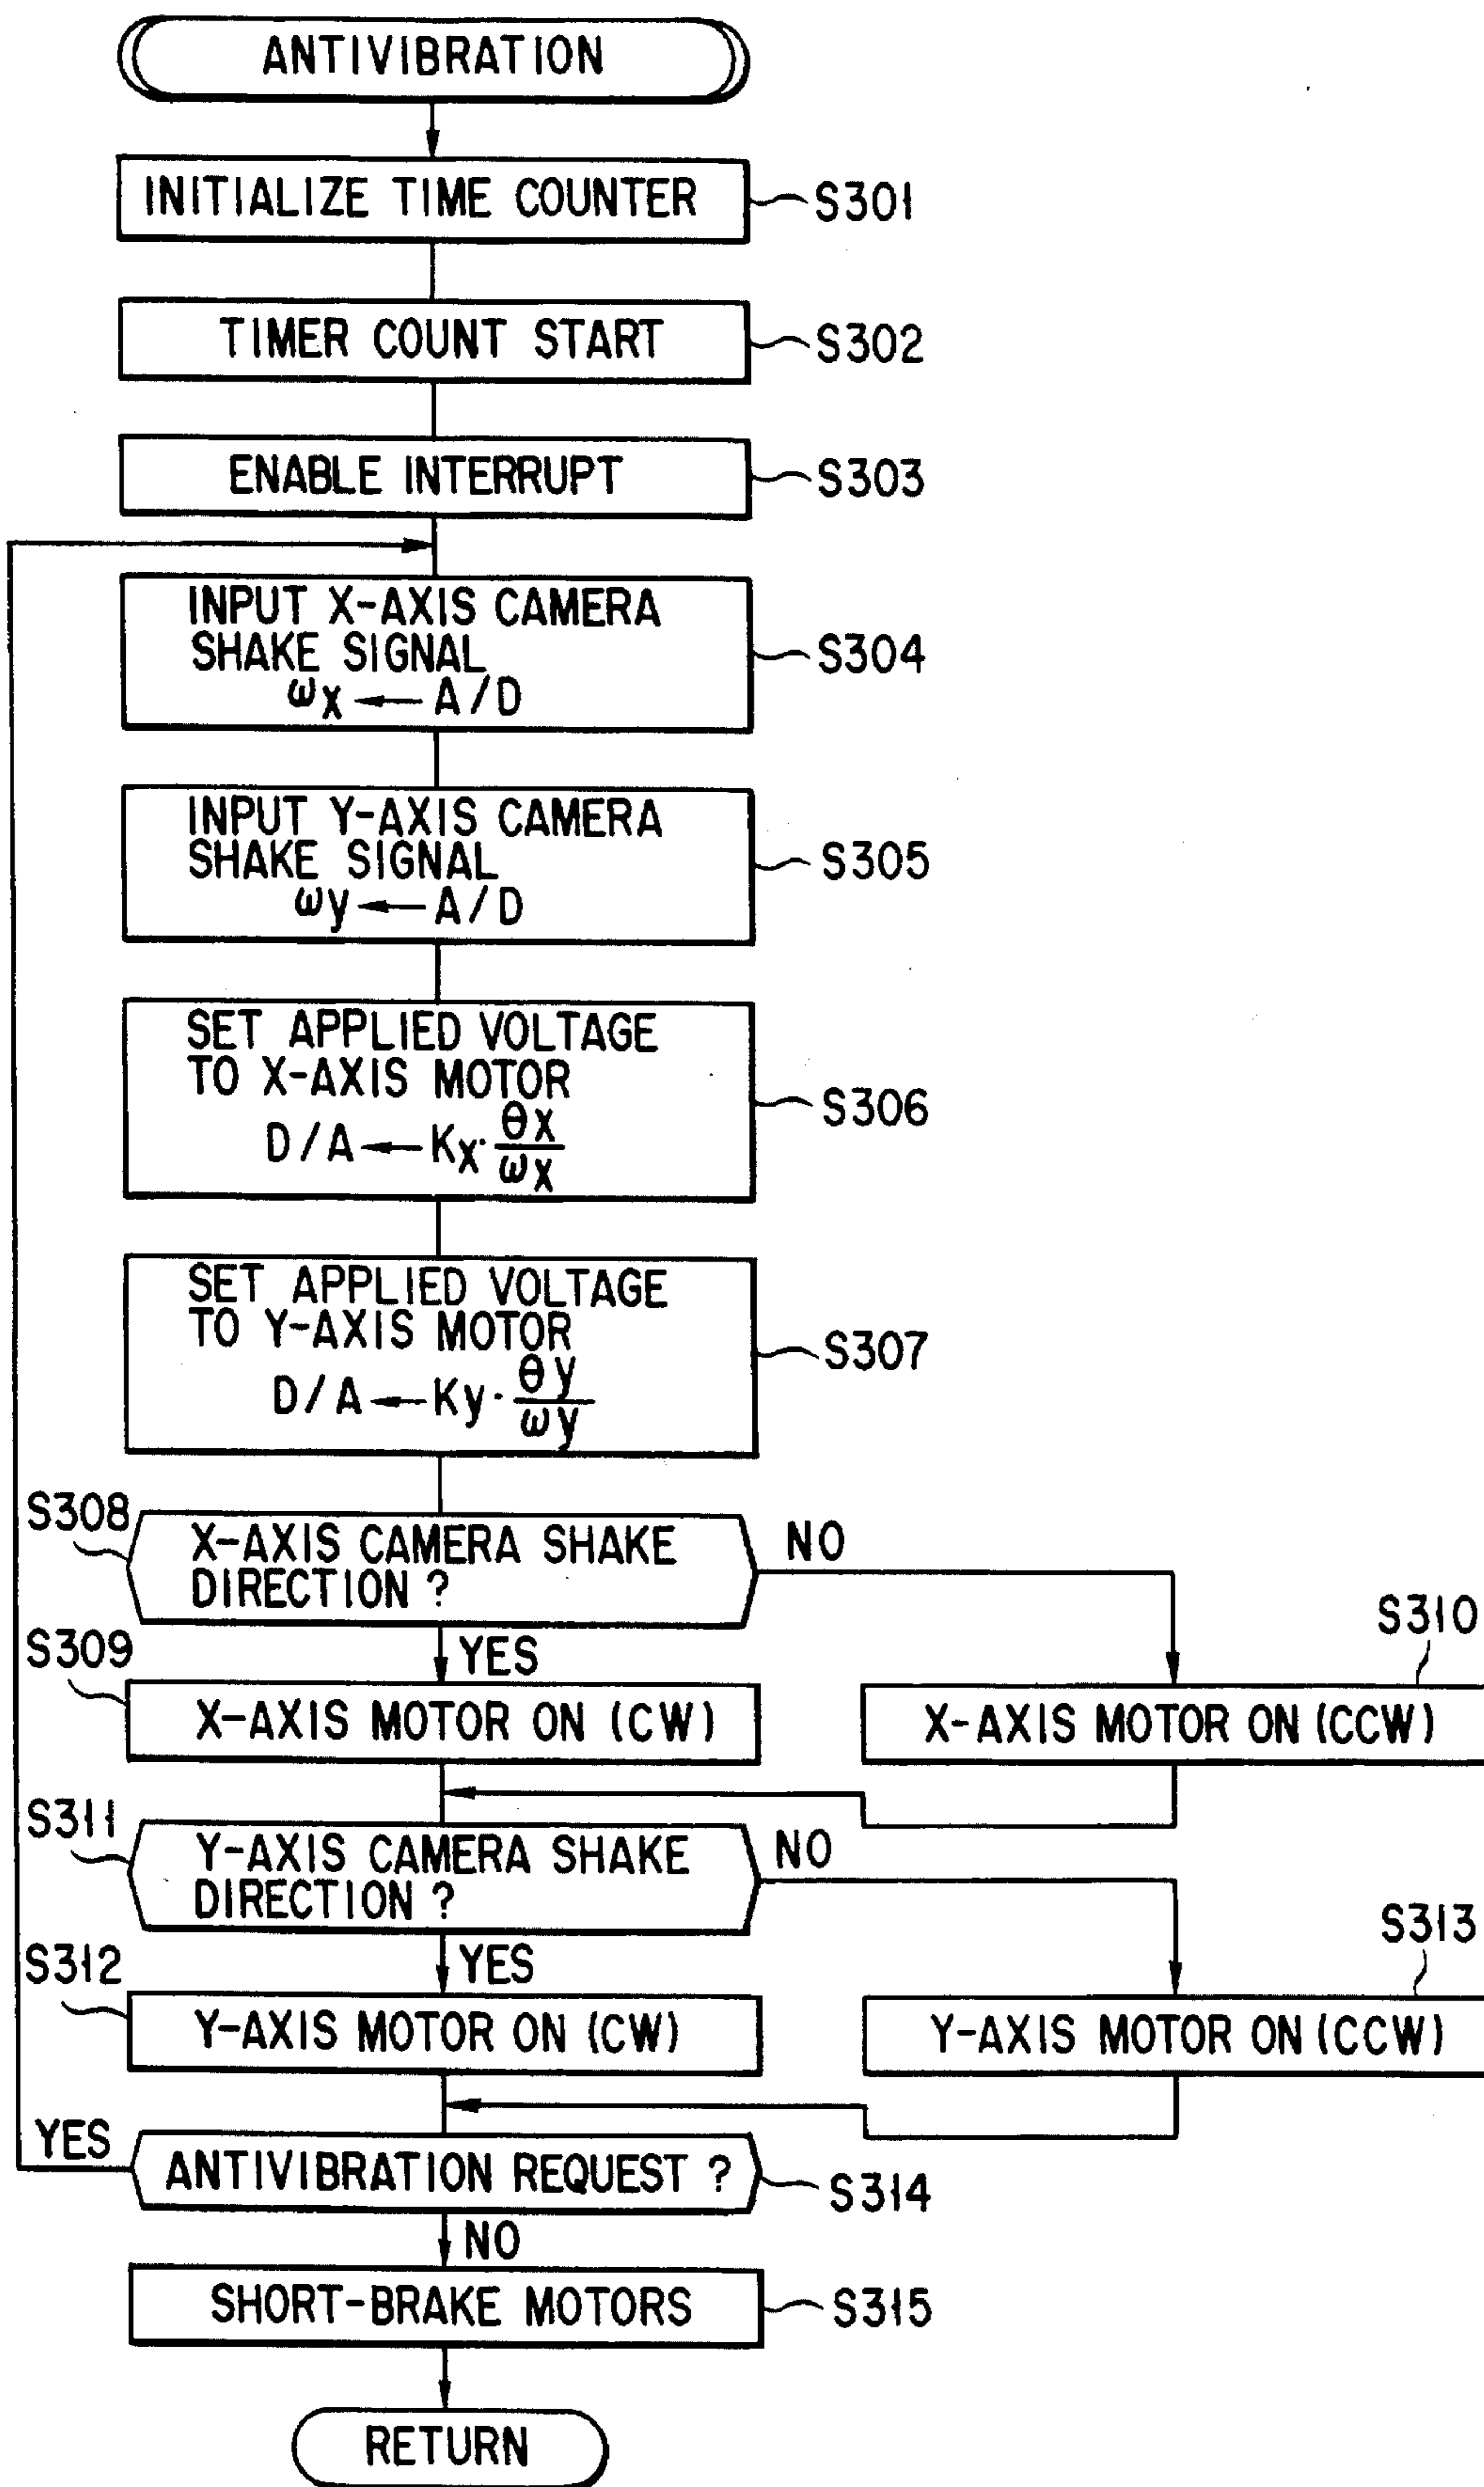 ANTIVIBRATION
INITIALIZE TIME COUNTER
S301
TIMER COUNT START
S302
ENABLE INTERRUPT
S303
INPUT X-AXIS CAMERA
SHAKE SIGNAL
ωx ← A/D
S304
INPUT Y-AXIS CAMERA
SHAKE SIGNAL
ωy ← A/D
S305
SET APPLIED VOLTAGE
TO X-AXIS MOTOR
D/A ← Kx · θx / ωx
S306
SET APPLIED VOLTAGE
TO Y-AXIS MOTOR
D/A ← Ky · θy / ωy
S307
S308
X-AXIS CAMERA SHAKE
DIRECTION ?
NO
YES
S309
X-AXIS MOTOR ON (CW)
S310
X-AXIS MOTOR ON (CCW)
S311
Y-AXIS CAMERA SHAKE
DIRECTION ?
NO
YES
S312
Y-AXIS MOTOR ON (CW)
S313
Y-AXIS MOTOR ON (CCW)
YES
ANTIVIBRATION REQUEST ?
S314
NO
SHORT-BRAKE MOTORS
S315
RETURN